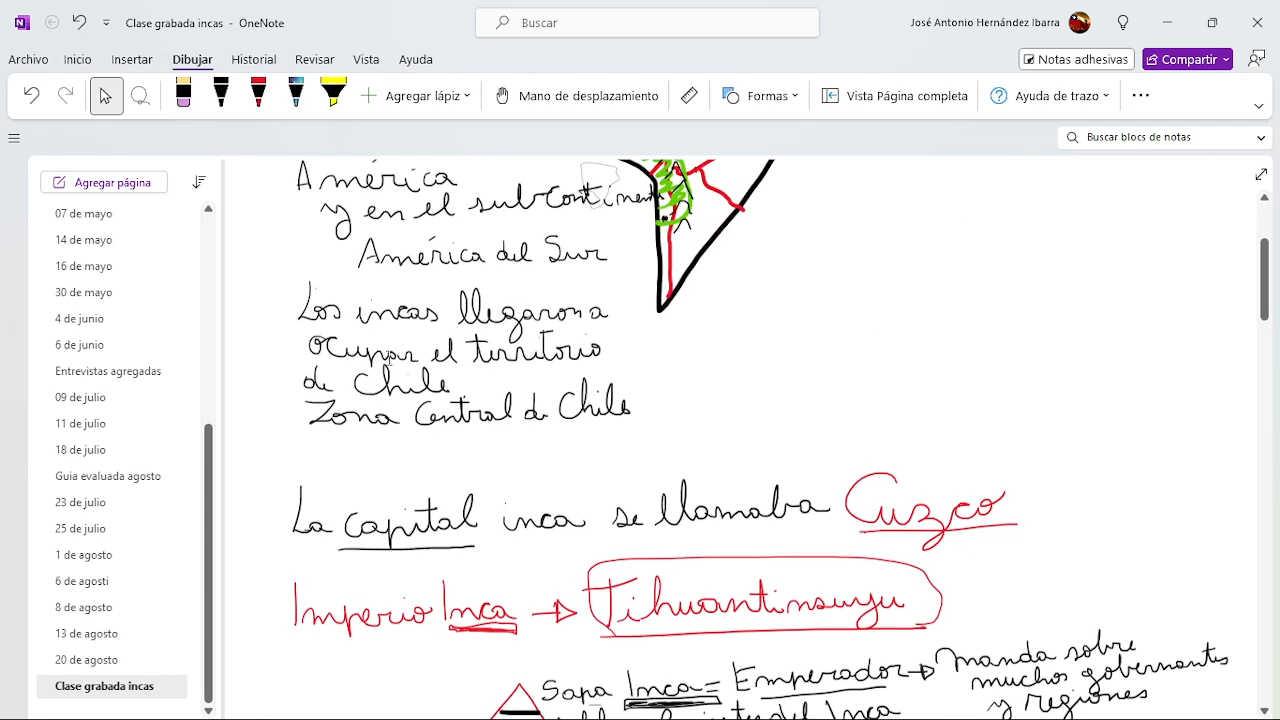 Clase grabada incas - OneNote
Buscar
José Antonio Hernández Ibarra
Archivo Inicio Insertar Dibujar Historial Revisar Vista Ayuda
Notas adhesivas Compartir
Agregar lápiz Mano de desplazamiento Formas Vista Página completa Ayuda de trazo
Buscar blocs de notas
Agregar página
07 de mayo
14 de mayo
16 de mayo
30 de mayo
4 de junio
6 de junio
Entrevistas agregadas
09 de julio
11 de julio
18 de julio
Guia evaluada agosto
23 de julio
25 de julio
1 de agosto
6 de agosti
8 de agosto
13 de agosto
20 de agosto
Clase grabada incas
América
y en el subcontinente
América del Sur
Los incas llegaron a
ocupar el territorio
de Chile
Zona Central de Chile
La capital inca se llamaba Cuzco
Imperio Inca → Tihuantinsuyu
Sapa Inca = Emperador → manda sobre
mucho gobernantes
y regiones
del Inca